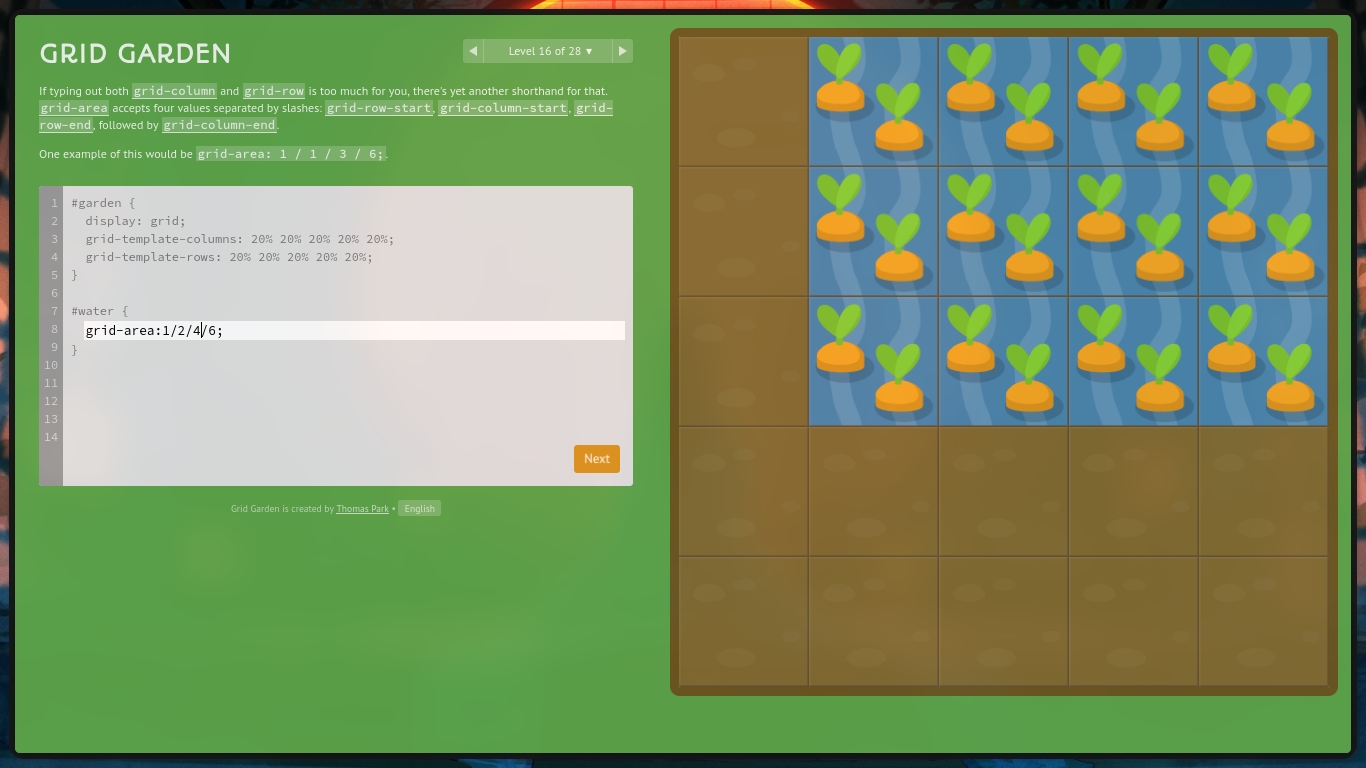 GRID GARDEN
◀ Level 16 of 28 ▾ ▶
If typing out both grid-column and grid-row is too much for you, there's yet another shorthand for that.
grid-area accepts four values separated by slashes: grid-row-start, grid-column-start, grid-
row-end, followed by grid-column-end.
One example of this would be grid-area: 1 / 1 / 3 / 6;.
1 #garden {
2 display: grid;
3 grid-template-columns: 20% 20% 20% 20% 20%;
4 grid-template-rows: 20% 20% 20% 20% 20%;
5 }
6
7 #water {
8 grid-area:1/2/4/6;
9 }
10
11
12
13
14
Next
Grid Garden is created by Thomas Park • English